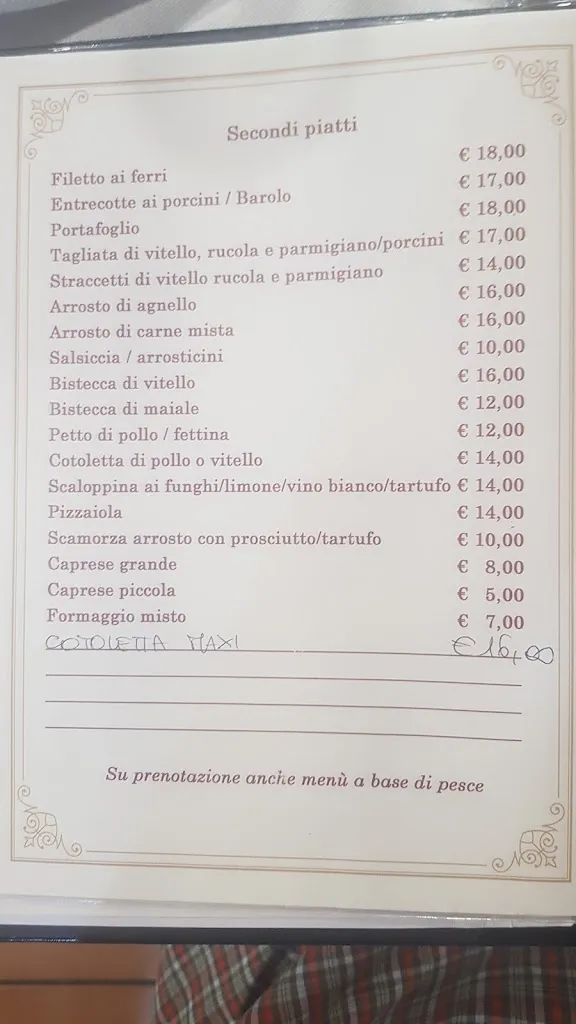 Secondi piatti
Filetto ai ferri € 18,00
Entrecotte ai porcini / Barolo € 17,00
Portafoglio € 18,00
Tagliata di vitello, rucola e parmigiano/porcini € 17,00
Straccetti di vitello rucola e parmigiano € 14,00
Arrosto di agnello € 16,00
Arrosto di carne mista € 16,00
Salsiccia / arrosticini € 10,00
Bistecca di vitello € 16,00
Bistecca di maiale € 12,00
Petto di pollo / fettina € 12,00
Cotoletta di pollo o vitello € 14,00
Scaloppina ai funghi/limone/vino bianco/tartufo € 14,00
Pizzaiola € 14,00
Scamorza arrosto con prosciutto/tartufo € 10,00
Caprese grande € 8,00
Caprese piccola € 5,00
Formaggio misto € 7,00
COTOLETTA MAXI € 16,00
Su prenotazione anche menù a base di pesce